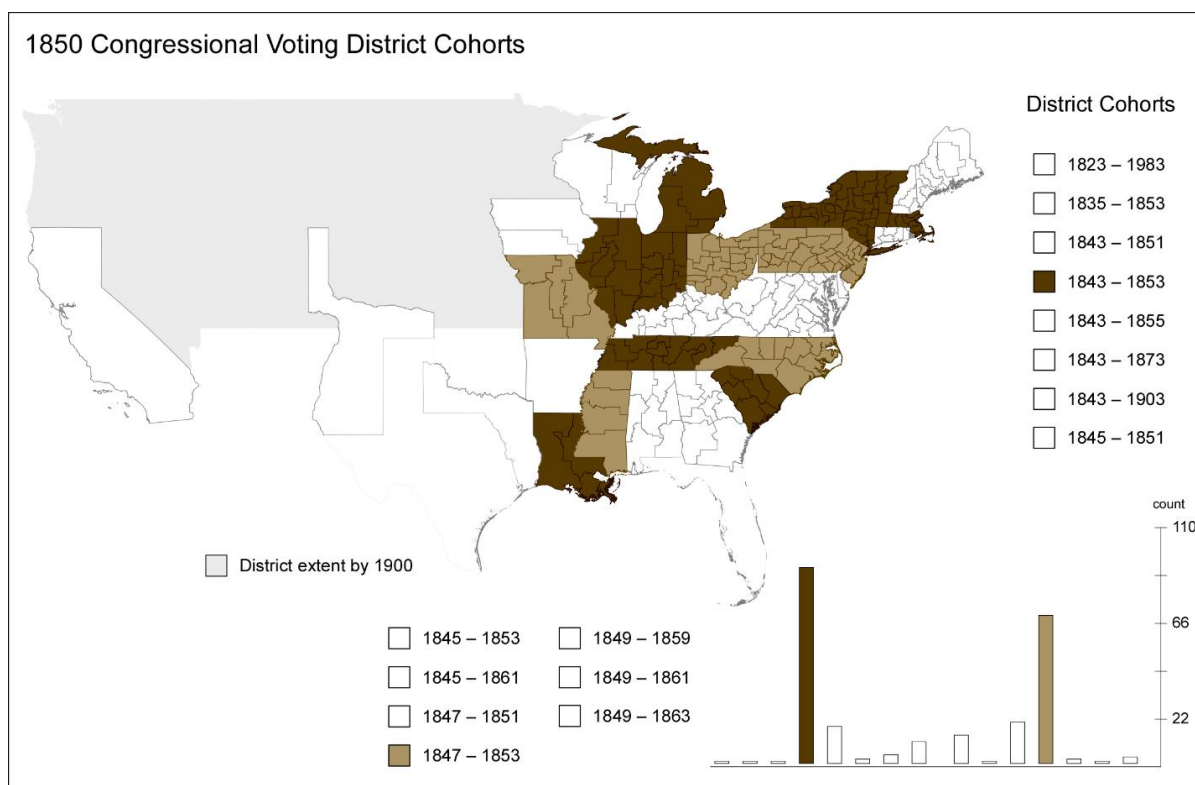 1850 Congressional Voting District Cohorts
District Cohorts
1823 – 1983
1835 – 1853
1843 – 1851
1843 – 1853
1843 – 1855
1843 – 1873
1843 – 1903
1845 – 1851
District extent by 1900
1845 – 1853
1845 – 1861
1847 – 1851
1847 – 1853
1849 – 1859
1849 – 1861
1849 – 1863
count
110
66
22